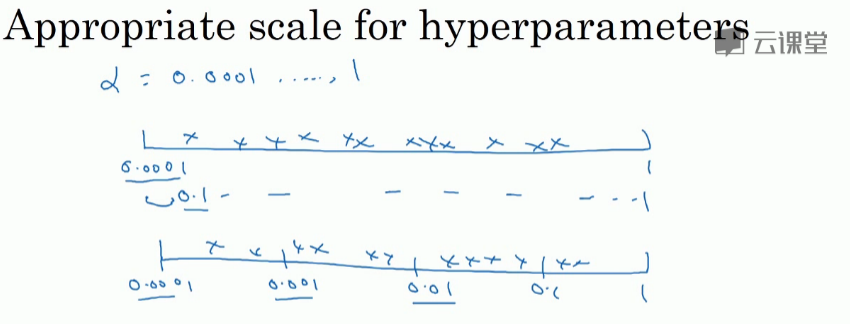 Appropriate scale for hyperparameters
云课堂
α = 0.0001 ....., 1
0.0001 1
0.1 - - - - - - - - 1
0.0001 0.001 0.01 0.1 1